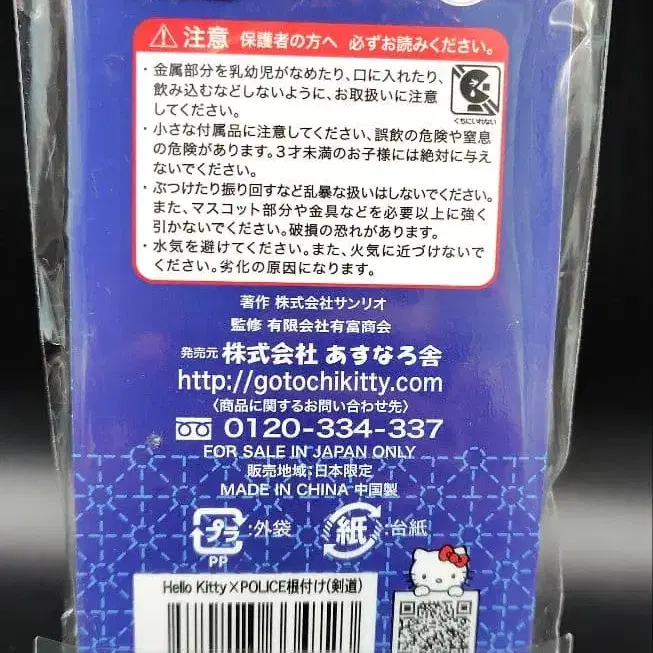 注意 保護者の方へ 必ずお読みください。
・金属部分を乳幼児がなめたり、口に入れたり、
飲み込むなどしないように、お取扱いに注意
してください。
くちにいれない
・小さな付属品に注意してください、誤飲の危険や窒息
の危険があります。3才未満のお子様には絶対に与え
ないでください。
・ぶつけたり振り回すなど乱暴な扱いはしないでください。
また、マスコット部分や金具などを必要以上に強く
引かないでください。破損の恐れがあります。
・水気を避けてください。また、火気に近づけないで
ください。劣化の原因になります。
著作 株式会社サンリオ
監修 有限会社有富商会
発売元 株式会社 あすなろ舎
http://gotochikitty.com
〈商品に関するお問い合わせ先〉
0120-334-337
FOR SALE IN JAPAN ONLY
販売地域:日本限定
MADE IN CHINA 中国製
プラ :外袋 紙 :台紙
PP
Hello Kitty×POLICE根付け(剣道)